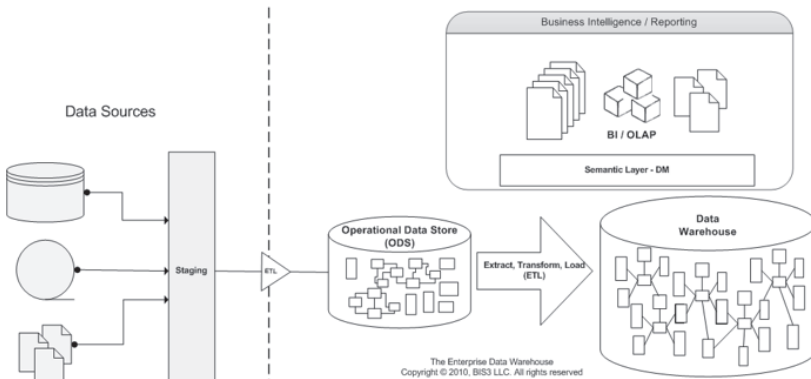 Business Intelligence / Reporting
Data Sources
BI / OLAP
Semantic Layer - DM
Staging
ETL
Operational Data Store
(ODS)
Extract, Transform, Load
(ETL)
Data
Warehouse
The Enterprise Data Warehouse
Copyright © 2010, BIS3 LLC. All rights reserved